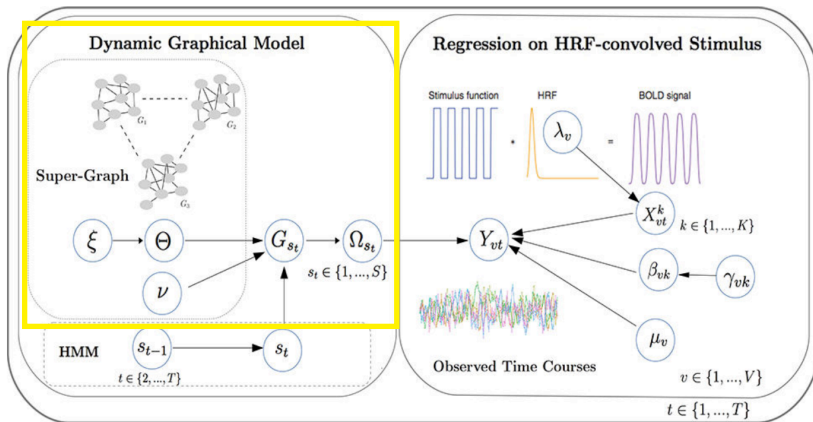 Dynamic Graphical Model
G₁
G₂
G₃
Super-Graph
ξ
Θ
G_{s_t}
Ω_{s_t}
s_t ∈ {1, ..., S}
ν
HMM
s_{t−1}
s_t
t ∈ {2, ..., T}
Regression on HRF-convolved Stimulus
Stimulus function
HRF
BOLD signal
*
λ_v
=
X^k_{vt}
k ∈ {1, ..., K}
Y_{vt}
β_{vk}
γ_{vk}
μ_v
Observed Time Courses
v ∈ {1, ..., V}
t ∈ {1, ..., T}